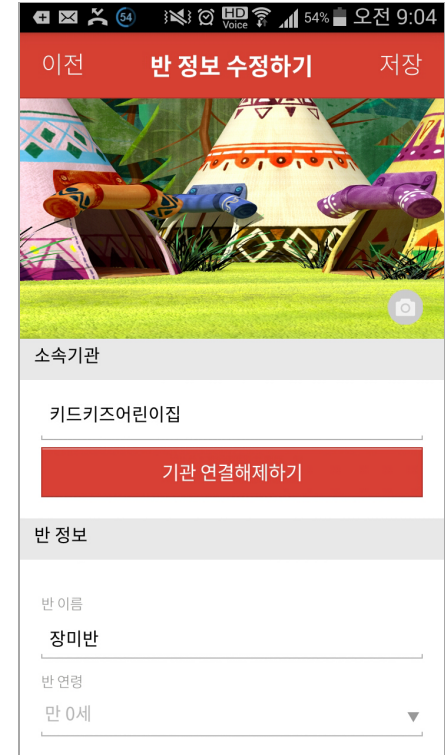 54 HD Voice 54% 오전 9:04
이전 반 정보 수정하기 저장
소속기관
키드키즈어린이집
기관 연결해제하기
반 정보
반 이름
장미반
반 연령
만 0세